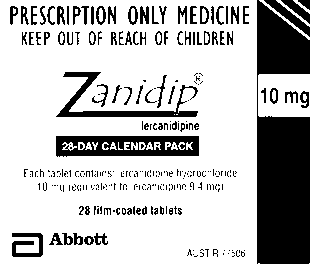 PRESCRIPTION ONLY MEDICINE
KEEP OUT OF REACH OF CHILDREN
Zanidip®
10 mg
lercanidipine
28-DAY CALENDAR PACK
Each tablet contains lercanidipine hydrochloride
10 mg (equivalent to lercanidipine 9.4 mg)
28 film-coated tablets
Abbott
AUST R 77506